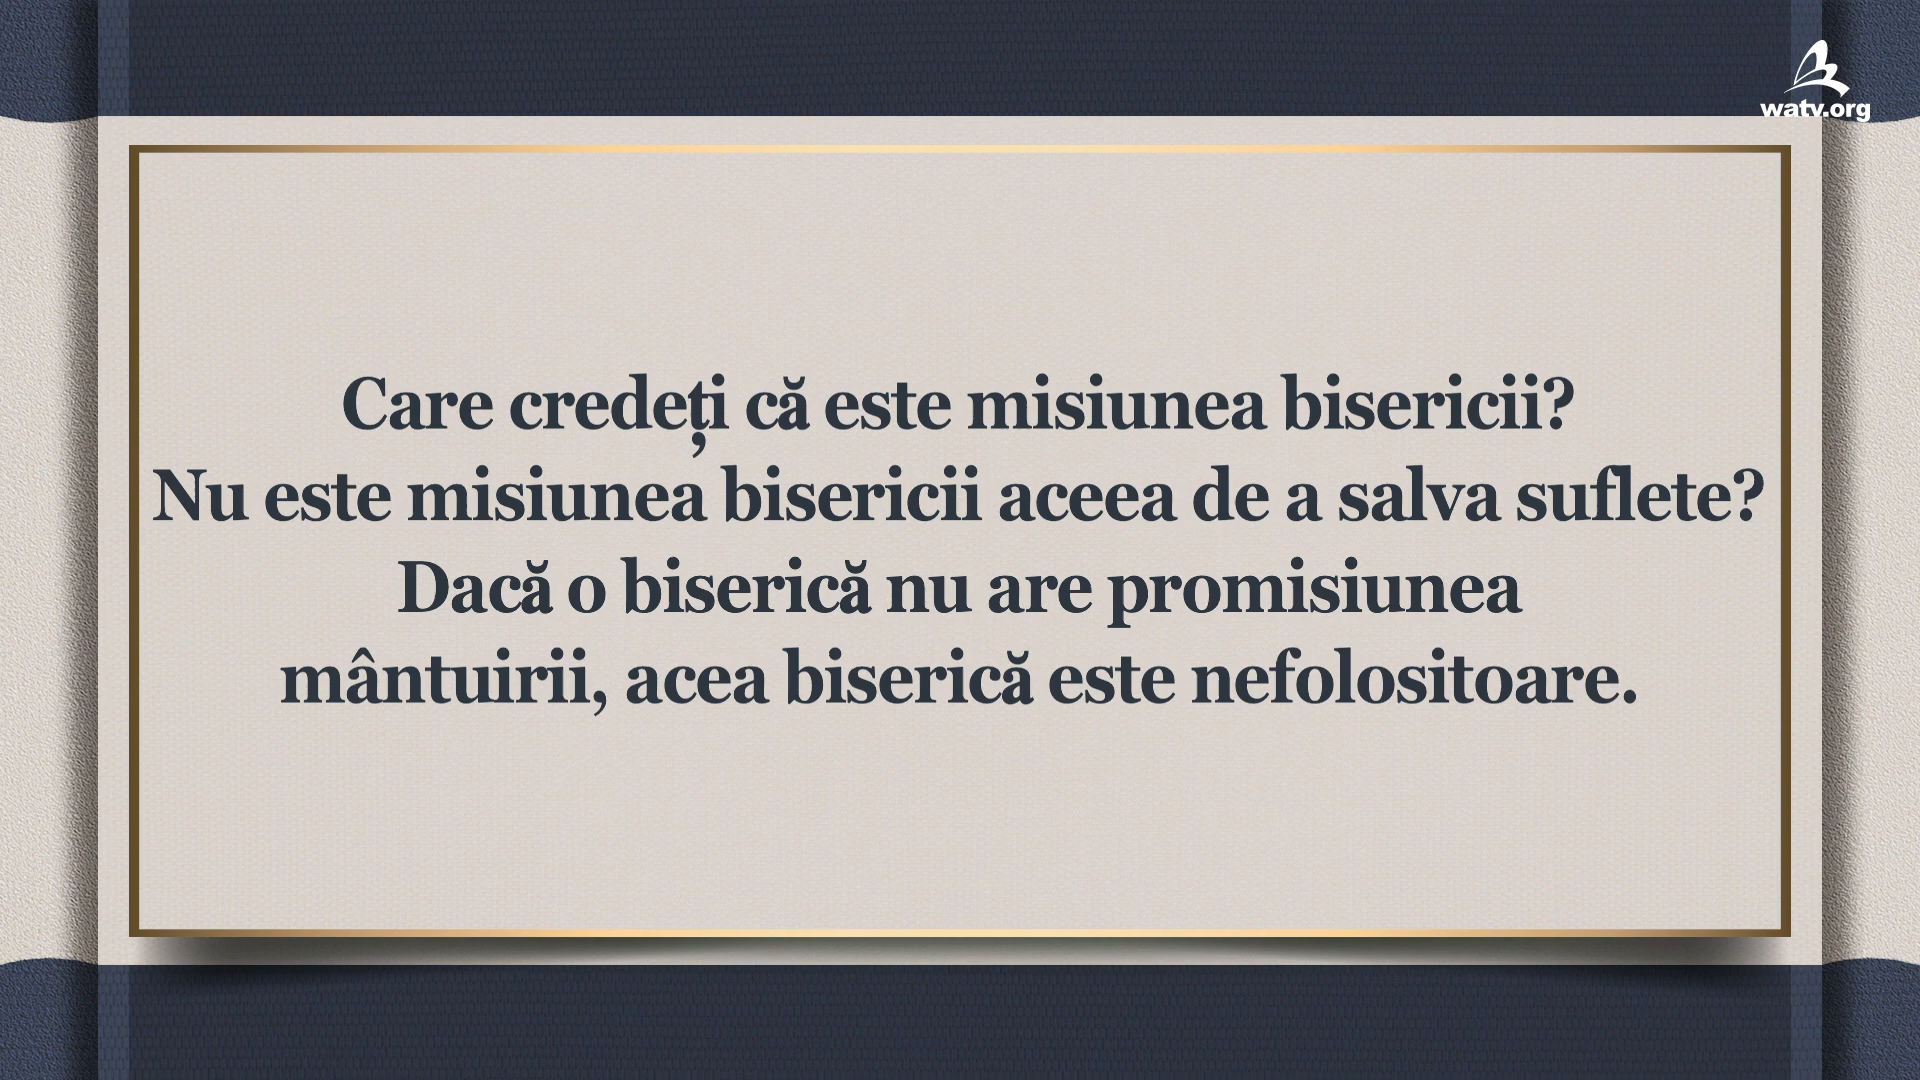 watv.org
Care credeți că este misiunea bisericii?
Nu este misiunea bisericii aceea de a salva suflete?
Dacă o biserică nu are promisiunea
mântuirii, acea biserică este nefolositoare.